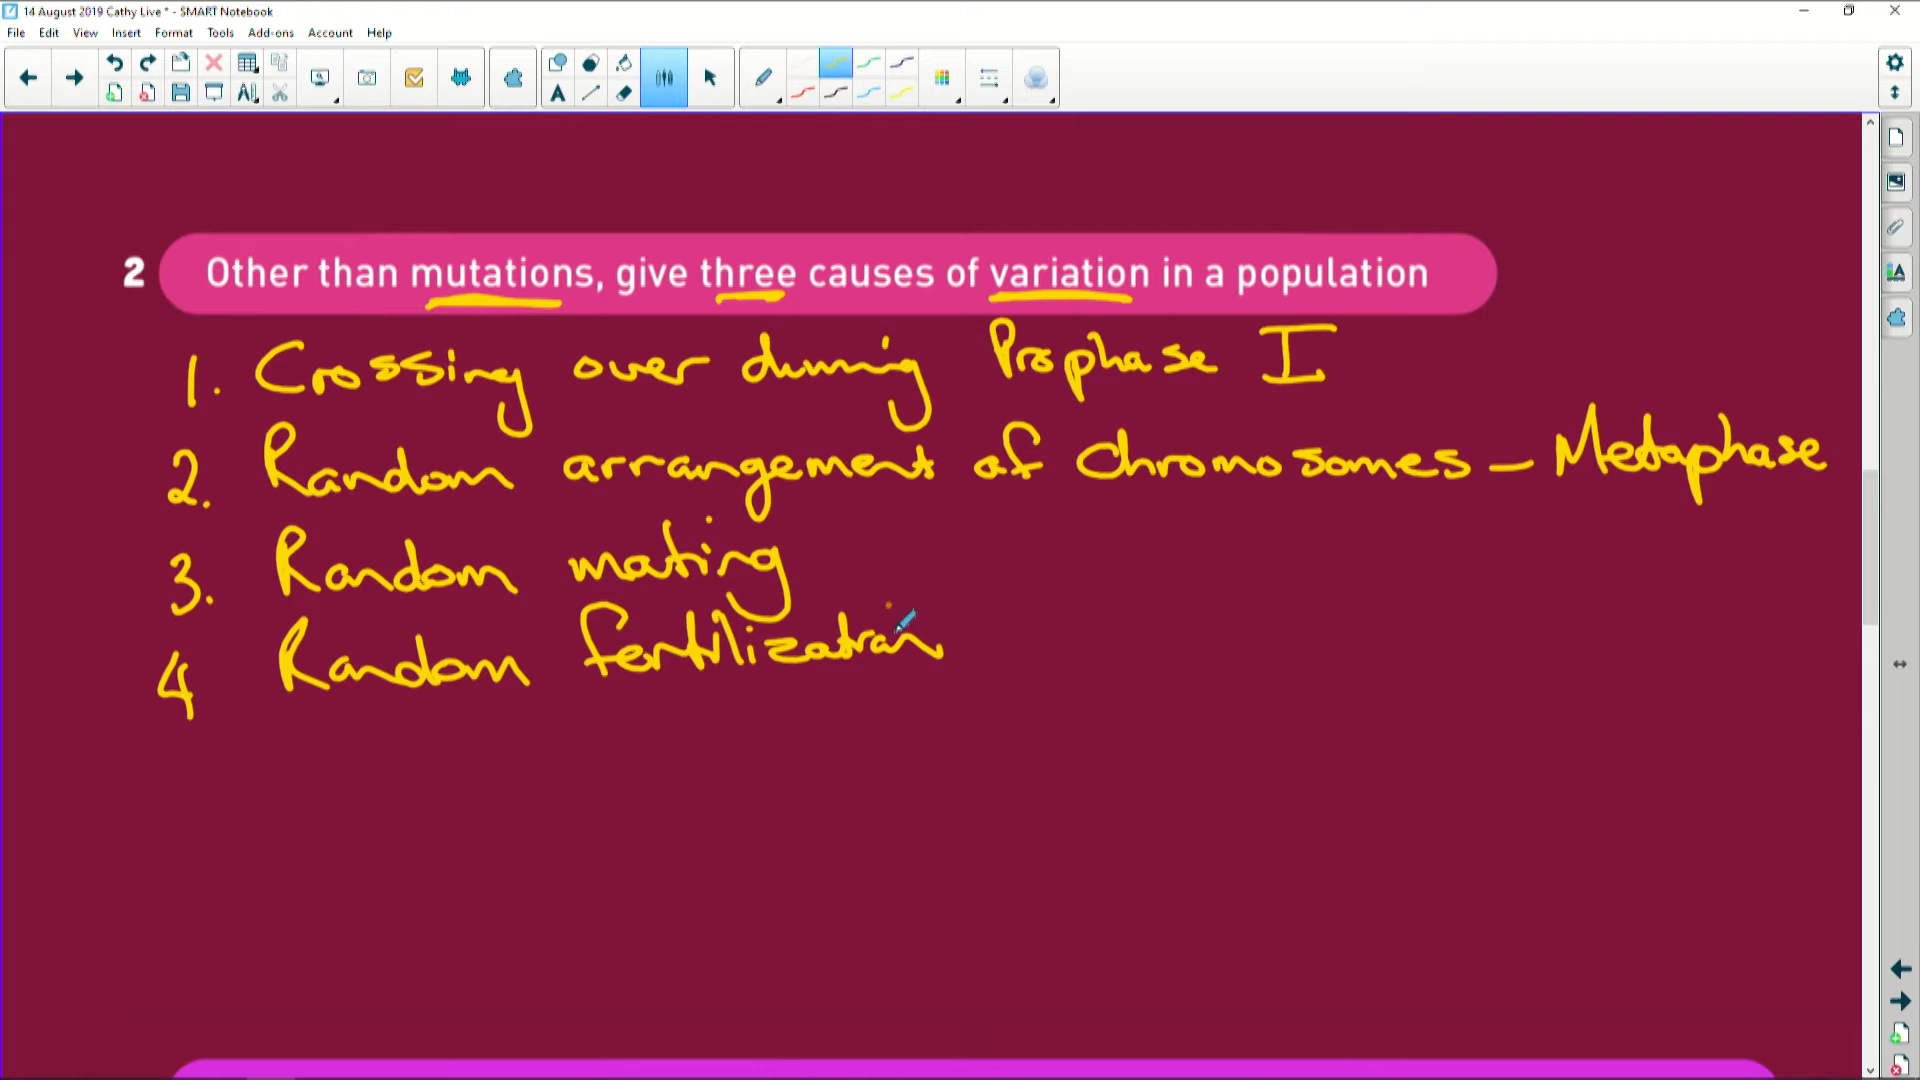 14 August 2019 Cathy Live * - SMART Notebook
File Edit View Insert Format Tools Add-ons Account Help
2 Other than mutations, give three causes of variation in a population
1. Crossing over during Prophase I
2. Random arrangement of chromosomes - Metaphase
3. Random mating
4 Random fertilization